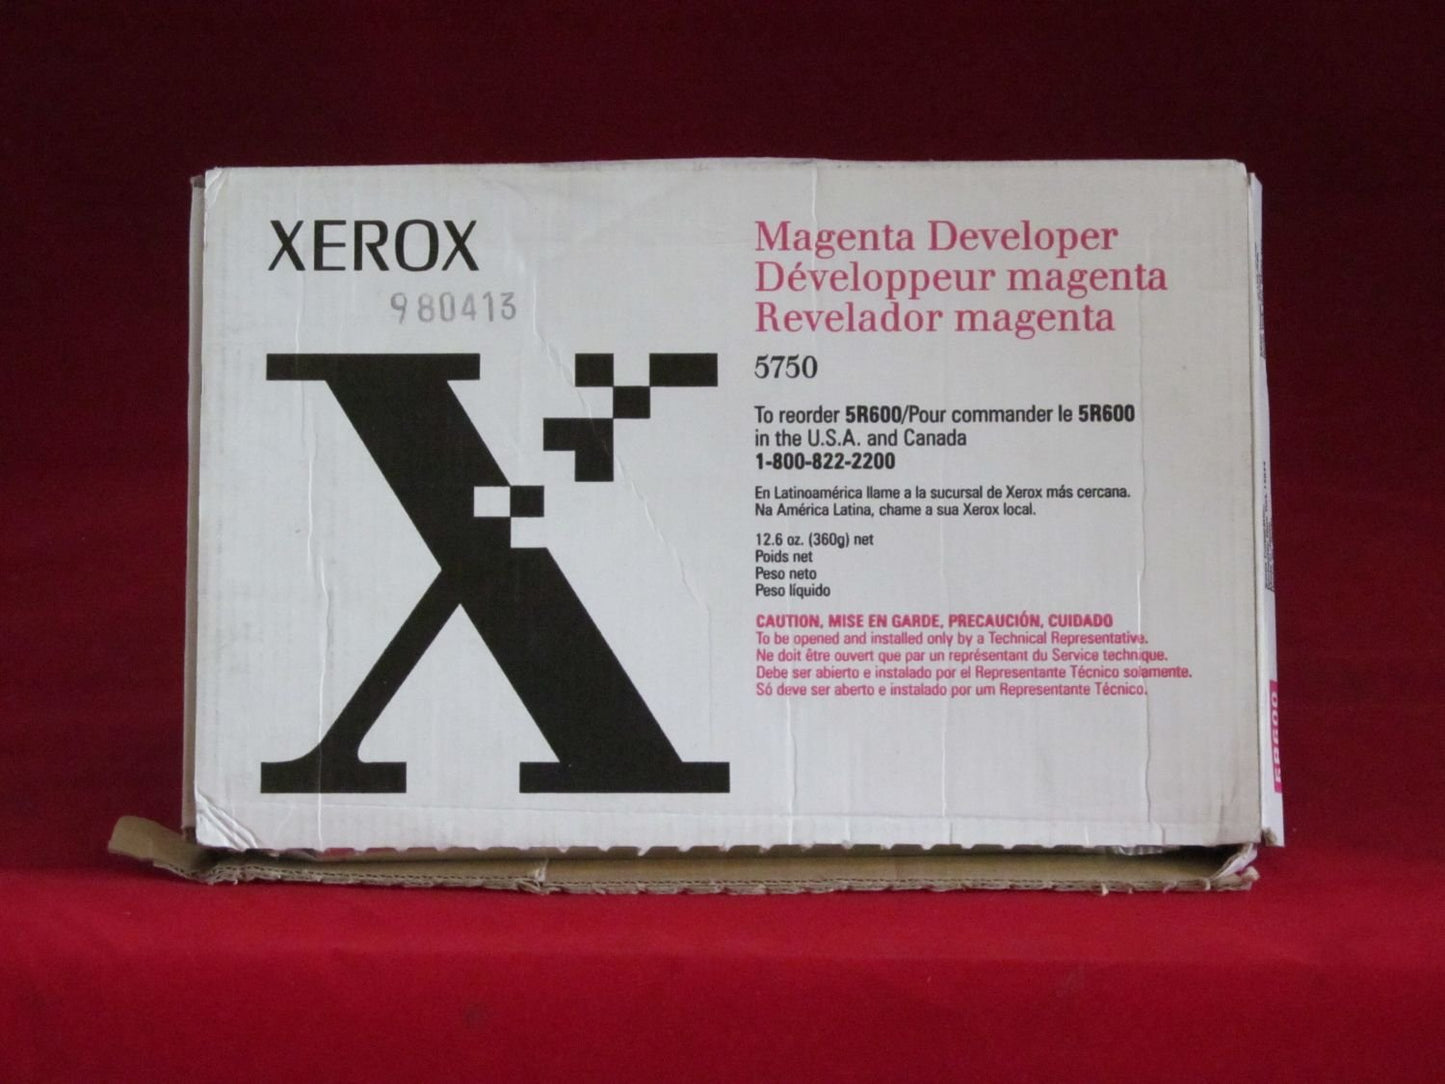 XEROX
980413
X
Magenta Developer
Développeur magenta
Revelador magenta
5750
To reorder 5R600/Pour commander le 5R600
in the U.S.A. and Canada
1-800-822-2200
En Latinoamérica llame a la sucursal de Xerox más cercana.
Na América Latina, chame a sua Xerox local.
12.6 oz. (360g) net
Poids net
Peso neto
Peso líquido
CAUTION, MISE EN GARDE, PRECAUCIÓN, CUIDADO
To be opened and installed only by a Technical Representative.
Ne doit être ouvert que par un représentant du Service technique.
Debe ser abierto e instalado por el Representante Técnico solamente.
Só deve ser aberto e instalado por um Representante Técnico.
5R600